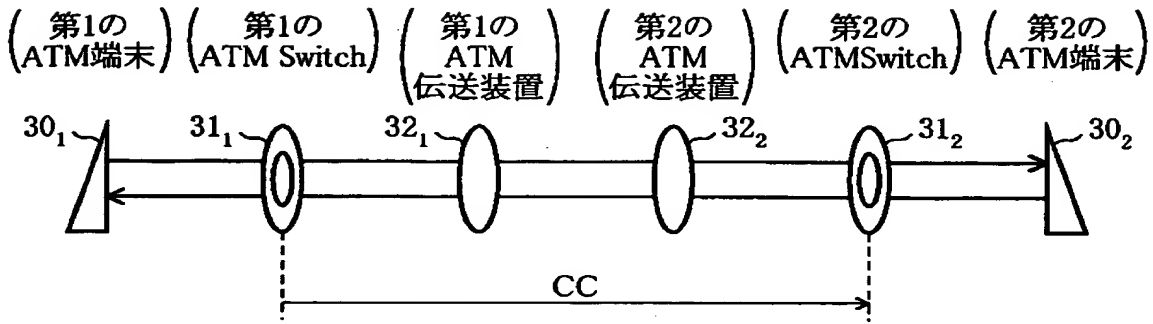 第1の
ATM端末
第1の
ATM Switch
第1の
ATM
伝送装置
第2の
ATM
伝送装置
第2の
ATMSwitch
第2の
ATM端末
30₁
31₁
32₁
32₂
31₂
30₂
CC